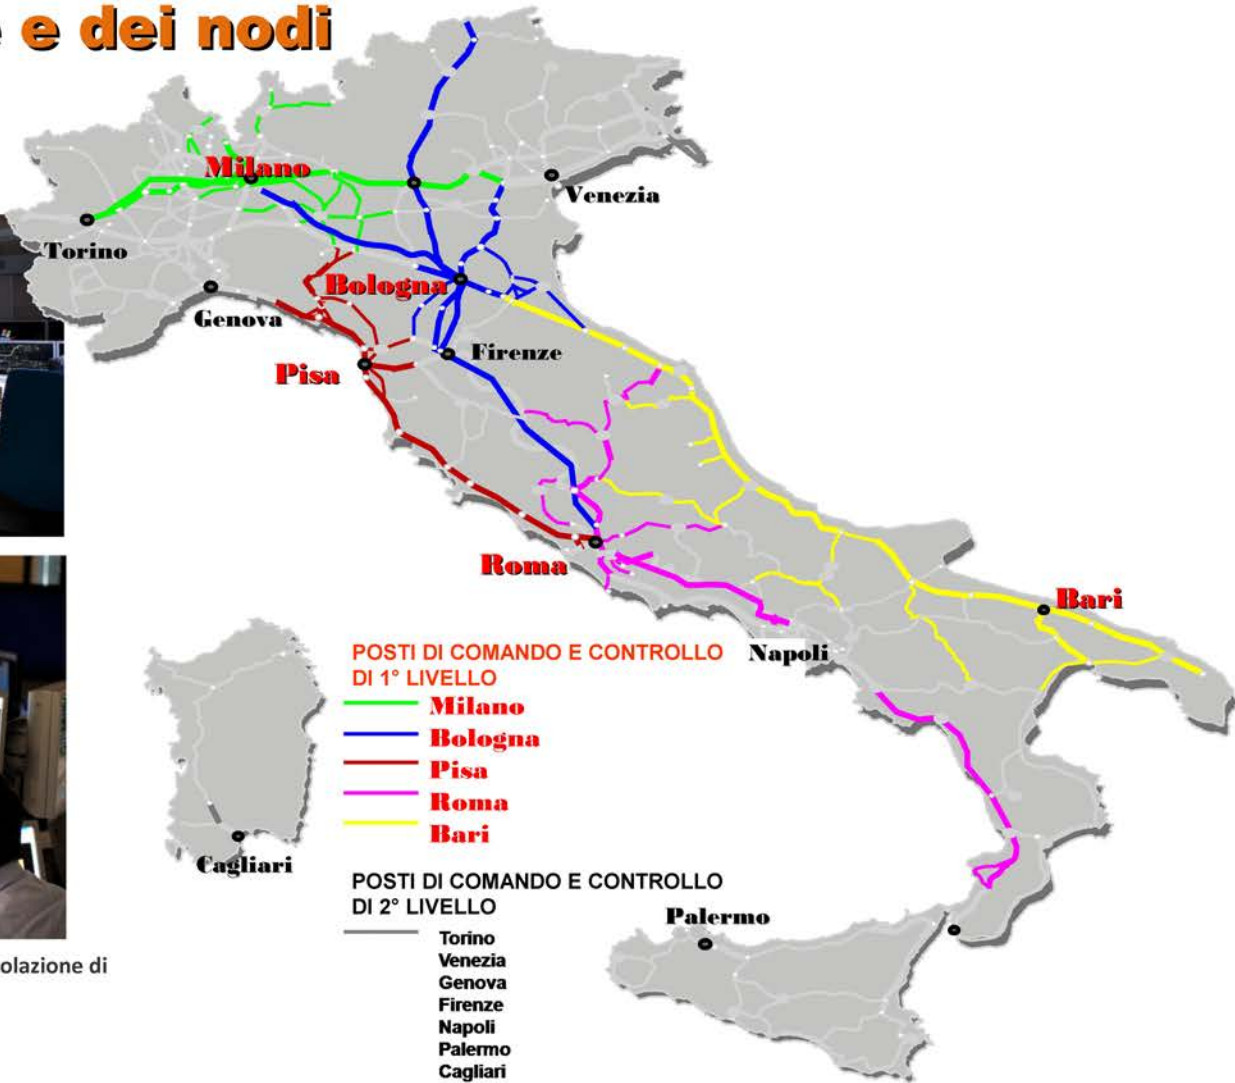 e dei nodi
Milano
Venezia
Torino
Bologna
Genova
Firenze
Pisa
Roma
Bari
Napoli
POSTI DI COMANDO E CONTROLLO
DI 1° LIVELLO
Milano
Bologna
Pisa
Roma
Bari
Cagliari
POSTI DI COMANDO E CONTROLLO
DI 2° LIVELLO
Palermo
Torino
Venezia
Genova
Firenze
Napoli
Palermo
Cagliari
olazione di